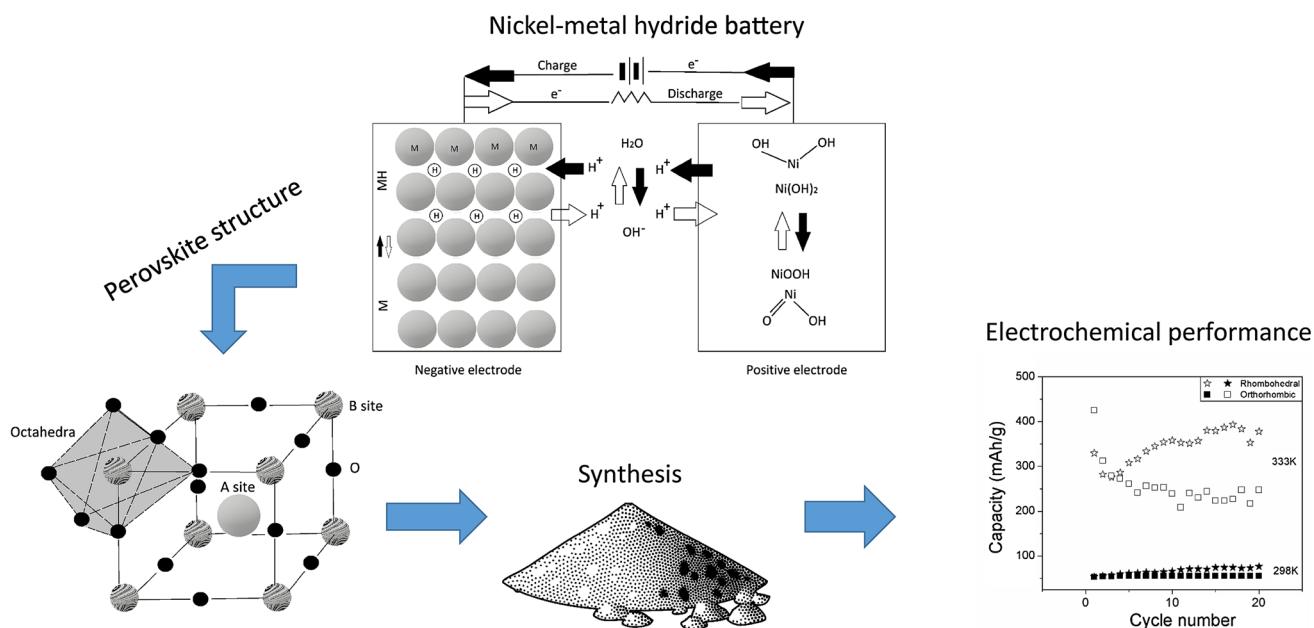 Nickel-metal hydride battery
Charge
e-
e-
Discharge
M M M M
H H H
H H H
MH
M
H+
H+
H2O
OH-
H+
H+
OH
OH
Ni
Ni(OH)2
NiOOH
Ni
O
OH
Negative electrode
Positive electrode
Perovskite structure
Octahedra
B site
O
A site
Synthesis
Electrochemical performance
Capacity (mAh/g)
500
400
300
200
100
Rhombohedral
Orthorhombic
333K
298K
0
10
20
Cycle number